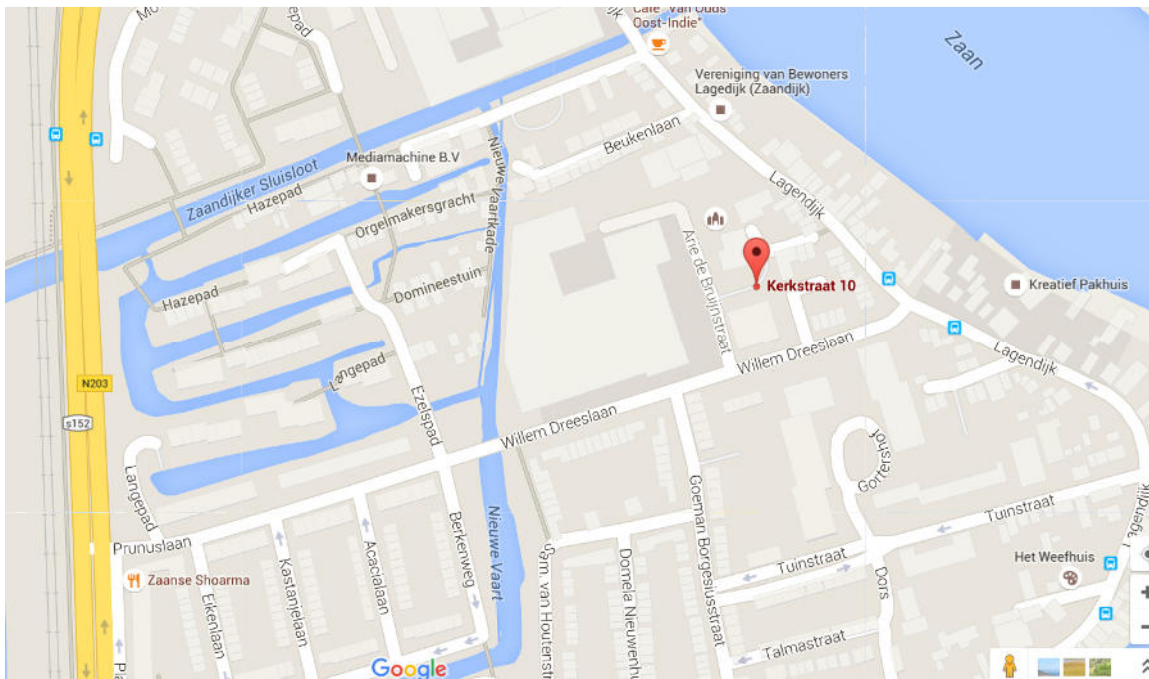 Café "Van Ouds
Oost-Indie"
Zaan
Vereniging van Bewoners
Lagedijk (Zaandijk)
Beukenlaan
Mediamachine B.V
Nieuwe Vaartkade
Zaandijker Sluisloot
Hazepad
Orgelmakersgracht
Lagendijk
Arie de Bruijnstraat
Kerkstraat 10
Kreatief Pakhuis
Hazepad
Domineestuin
Lagendijk
Willem Dreeslaan
Langepad
N203
Ezelspad
s152
Willem Dreeslaan
Gortershof
Langepad
Goeman Borgesiusstraat
Tuinstraat
Lagendijk
Prunuslaan
Nieuwe Vaart
Berkenweg
Acacialaan
Kastanjelaan
Eikenlaan
Zaanse Shoarma
Tuinstraat
Het Weefhuis
Dors
Talmastraat
Google